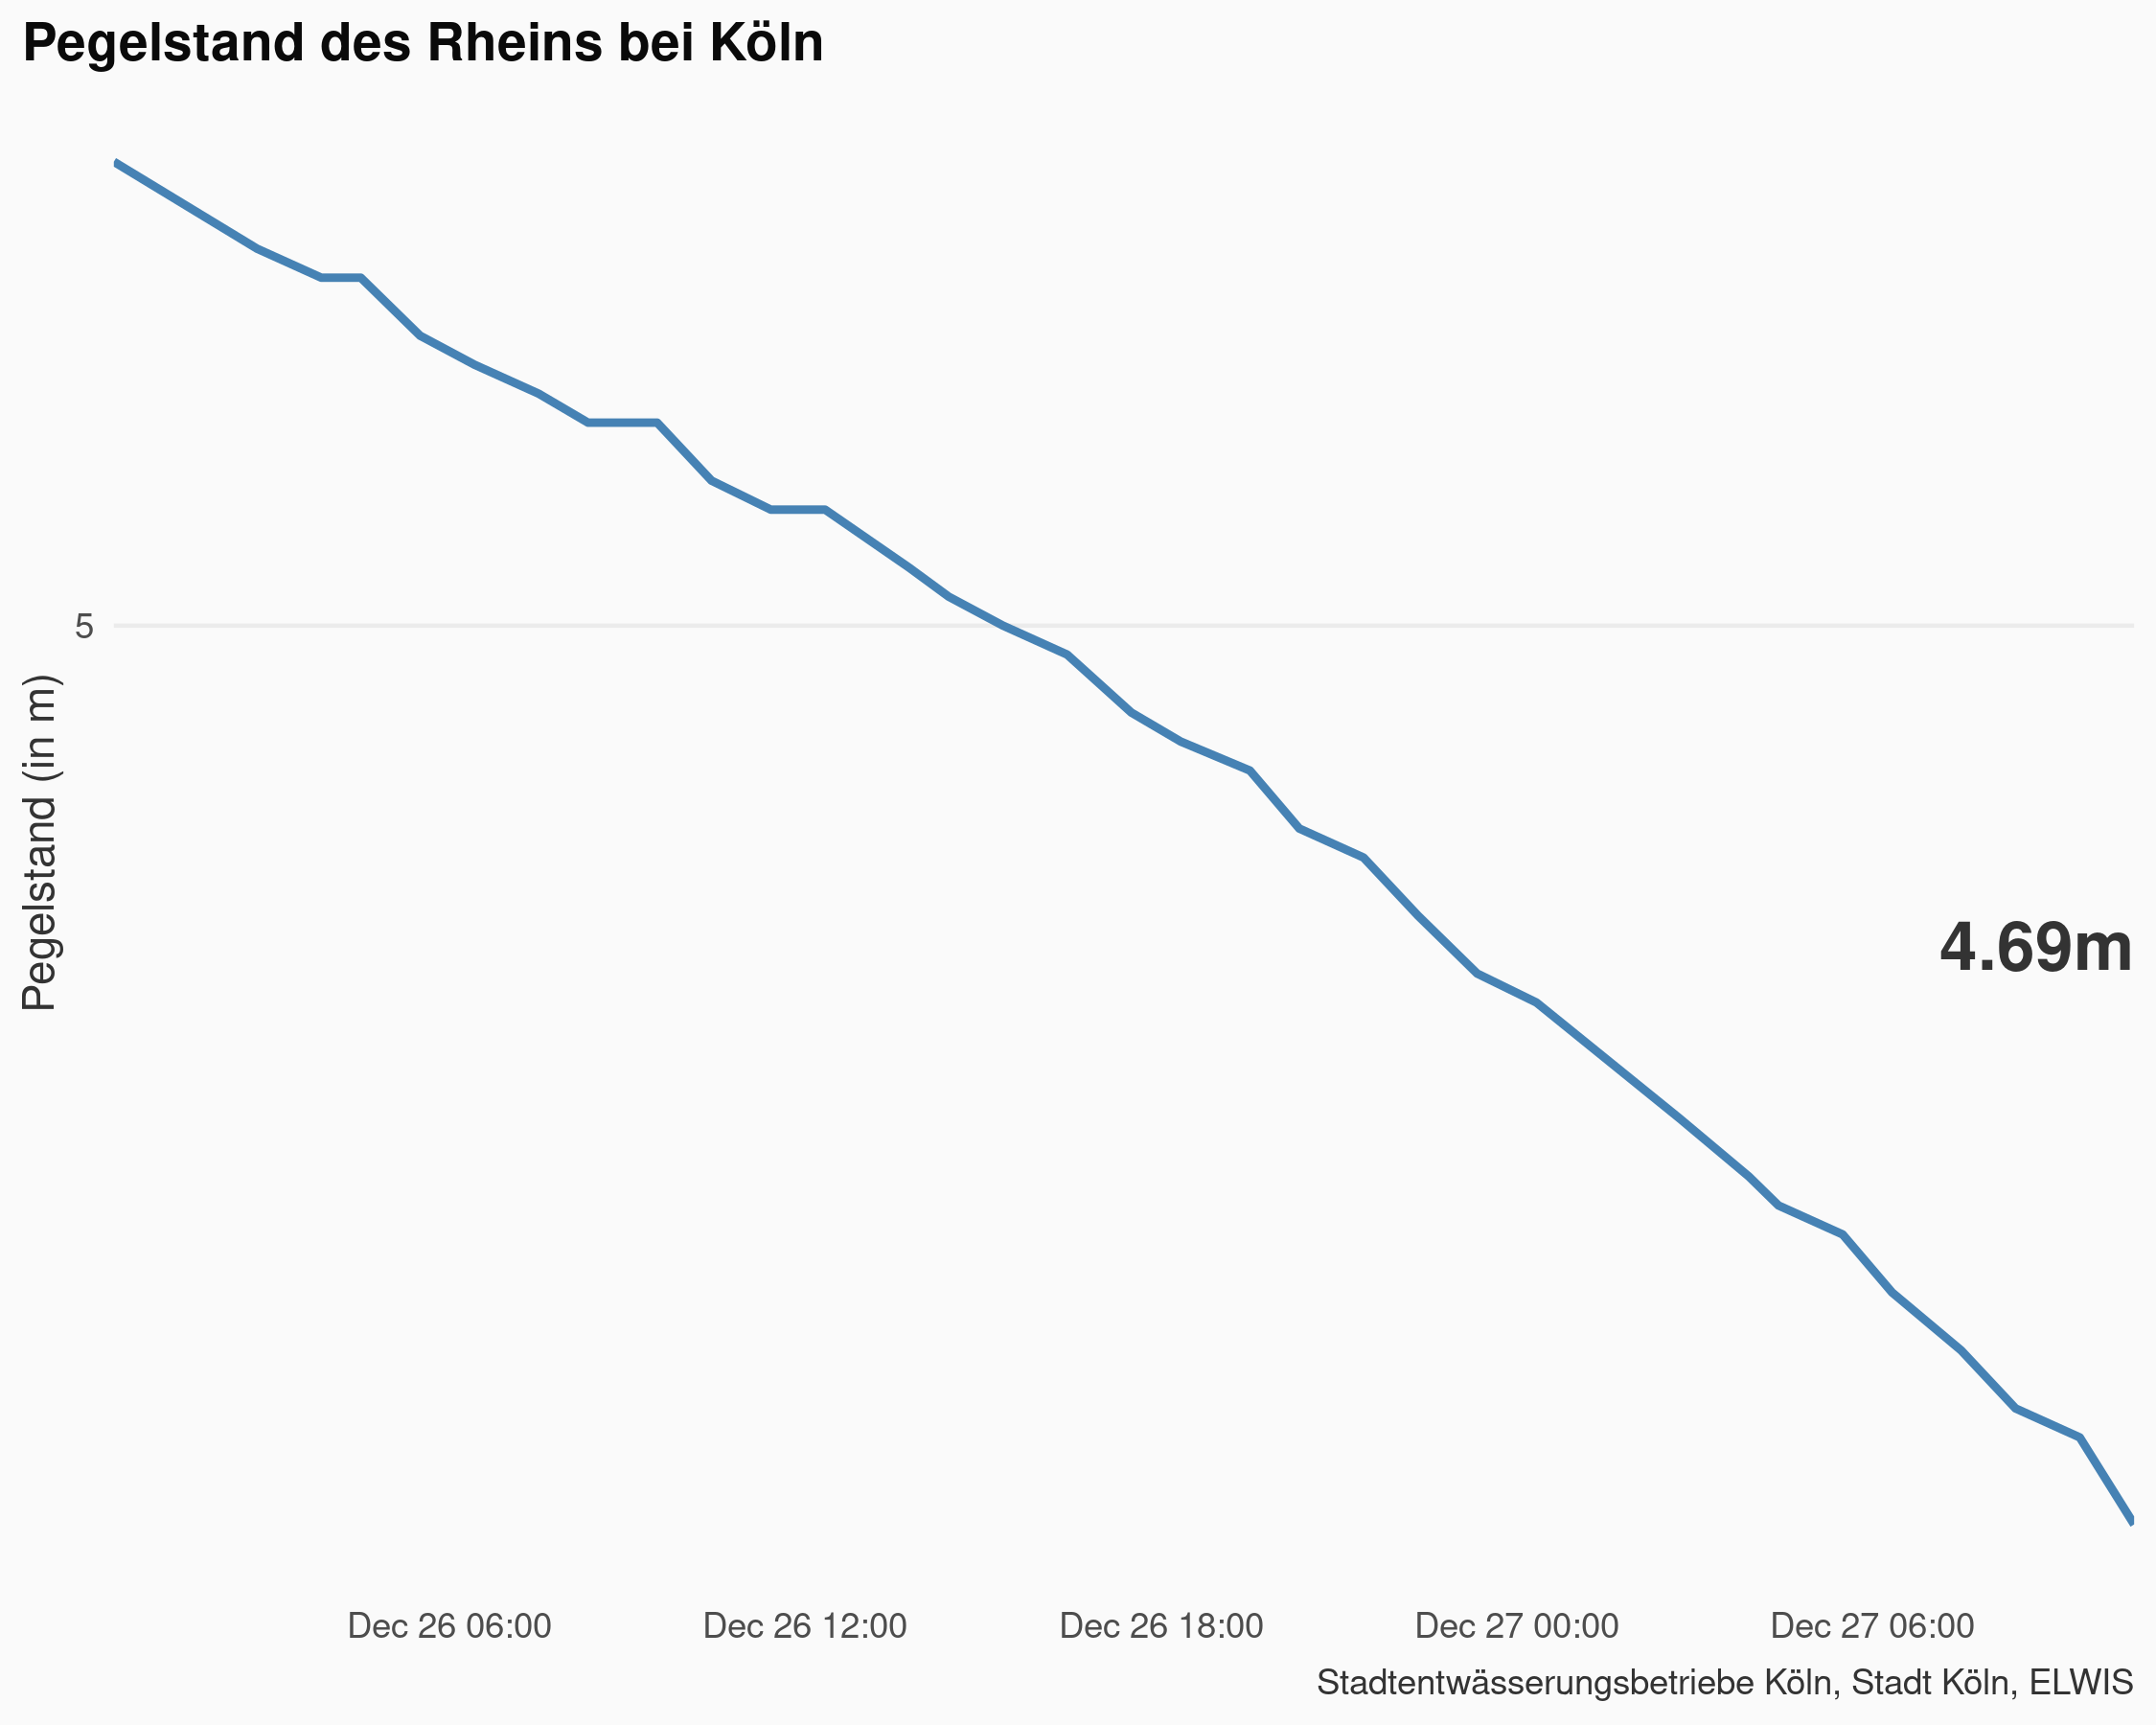 Pegelstand des Rheins bei Köln
5
Pegelstand (in m)
4.69m
Dec 26 06:00
Dec 26 12:00
Dec 26 18:00
Dec 27 00:00
Dec 27 06:00
Stadtentwässerungsbetriebe Köln, Stadt Köln, ELWIS